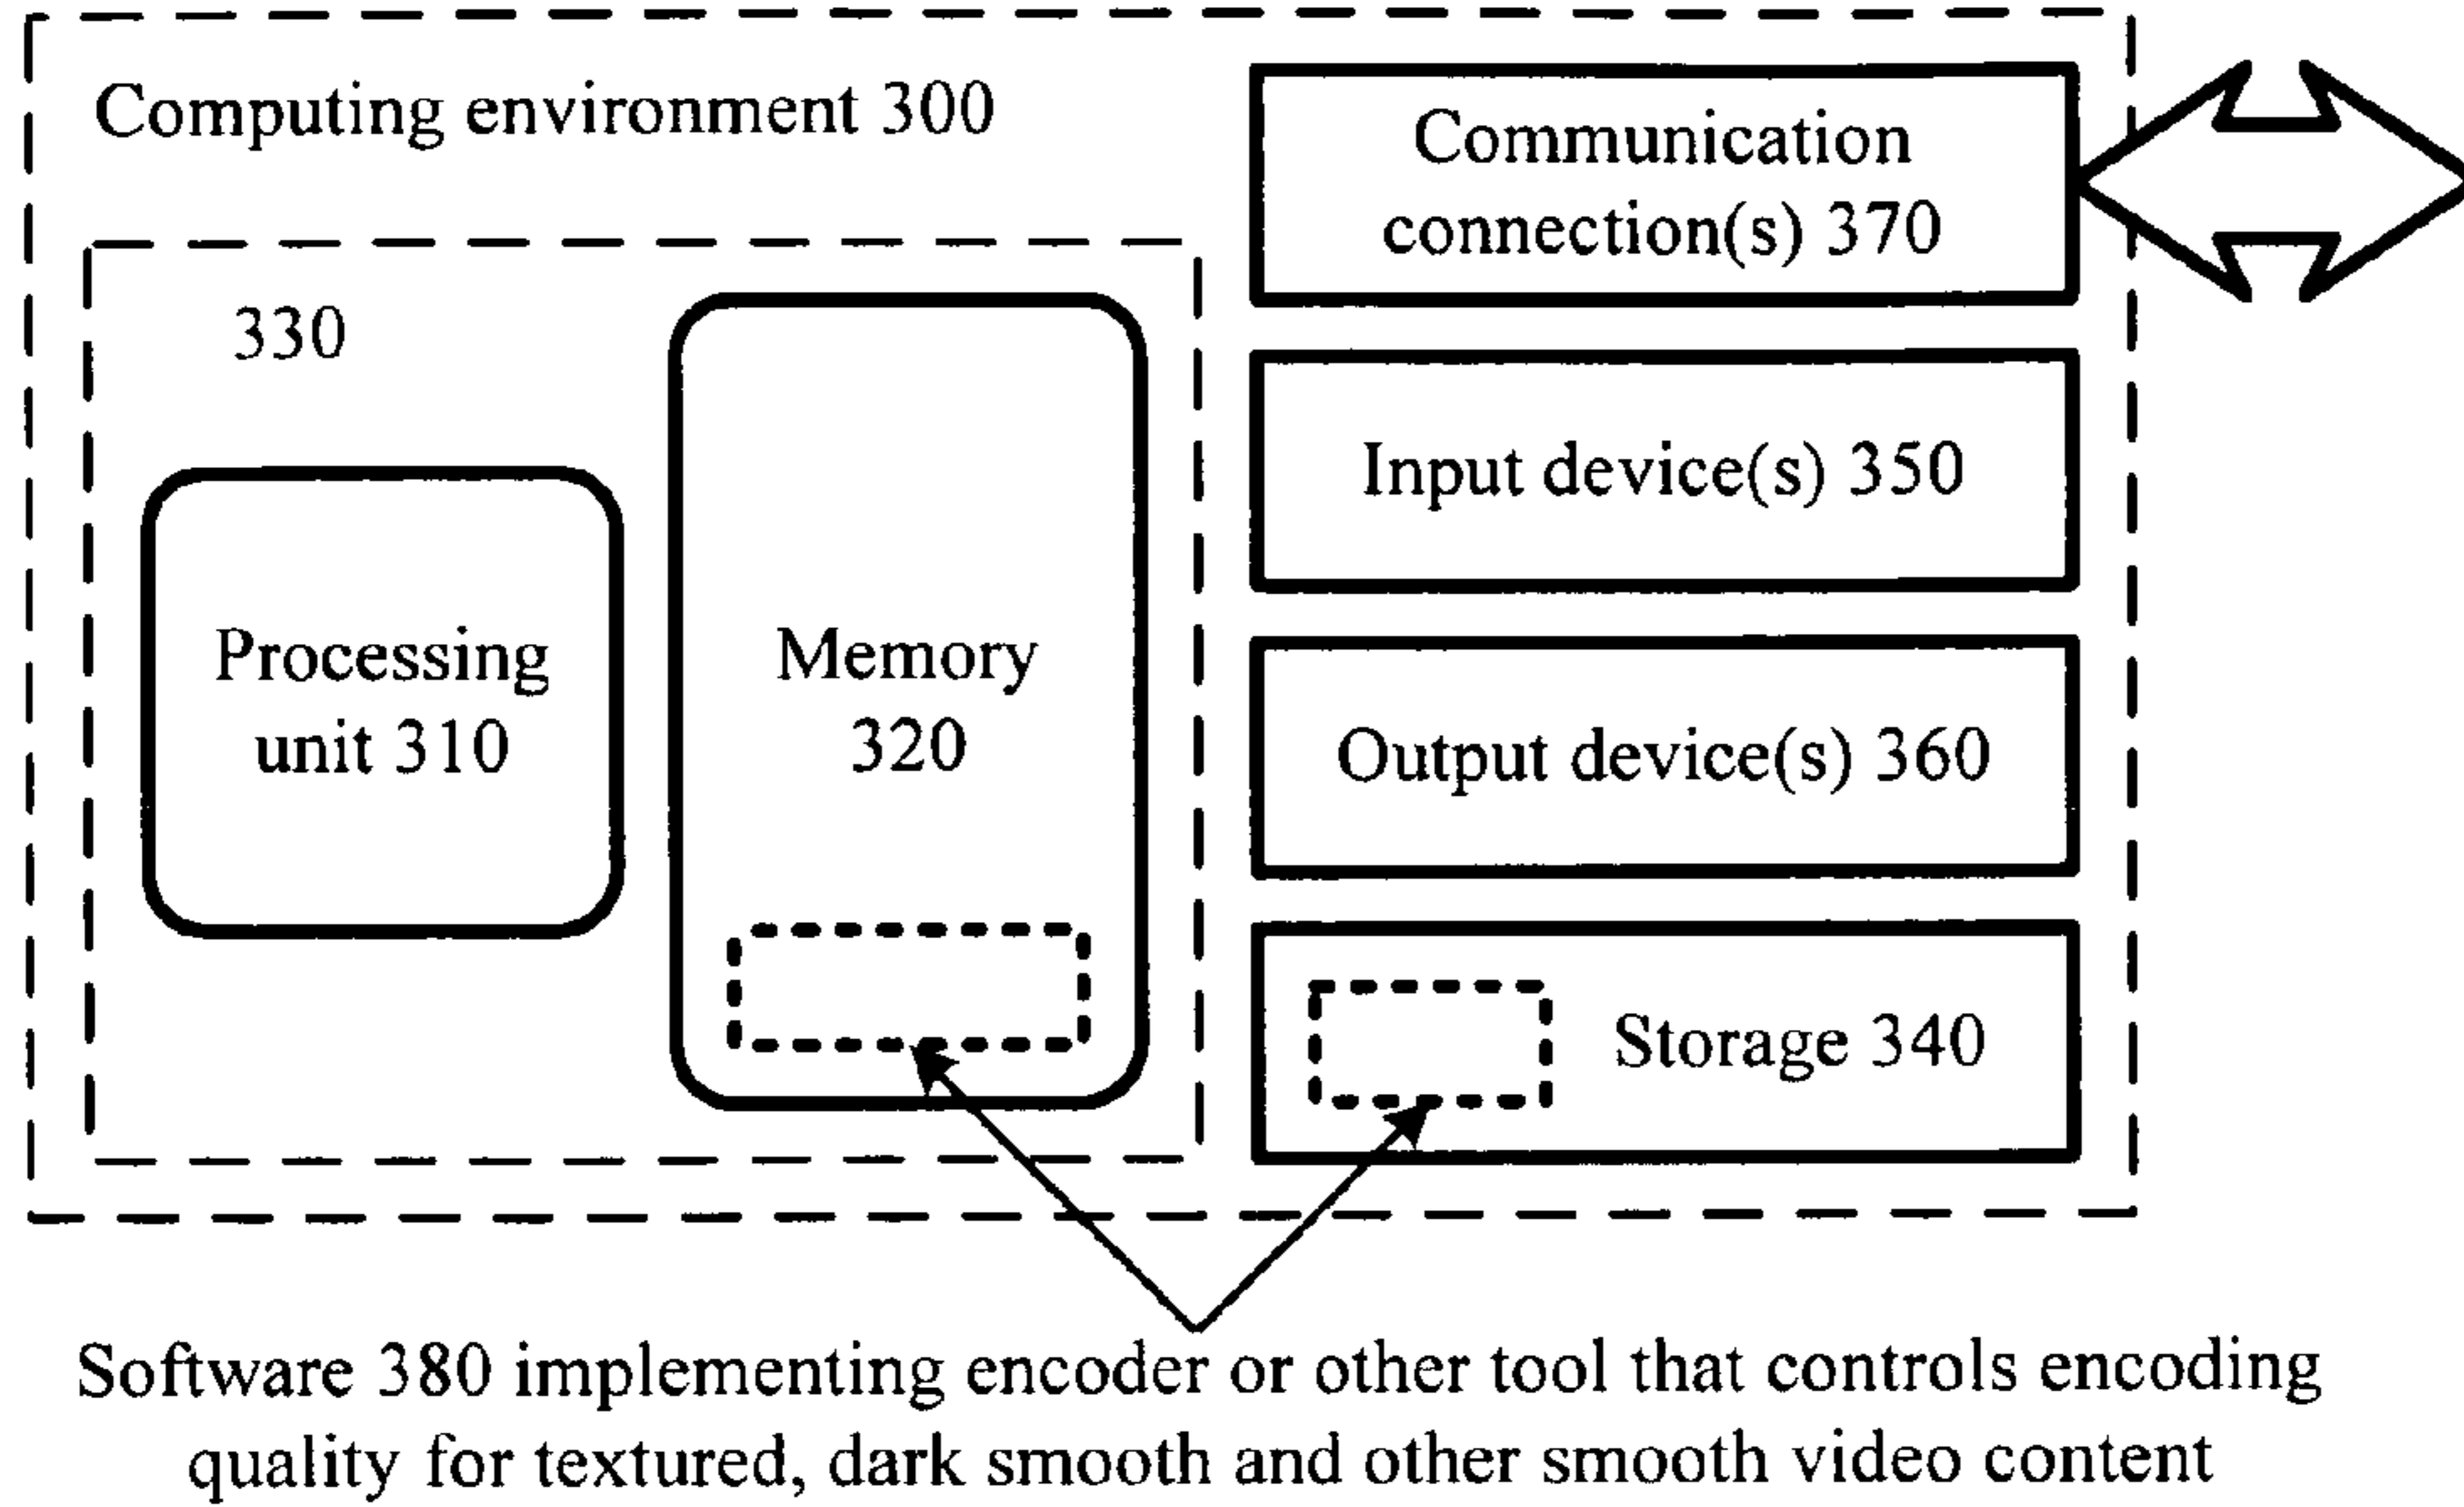 Computing environment 300
330
Processing
unit 310
Memory
320
Communication
connection(s) 370
Input device(s) 350
Output device(s) 360
Storage 340
Software 380 implementing encoder or other tool that controls encoding
quality for textured, dark smooth and other smooth video content